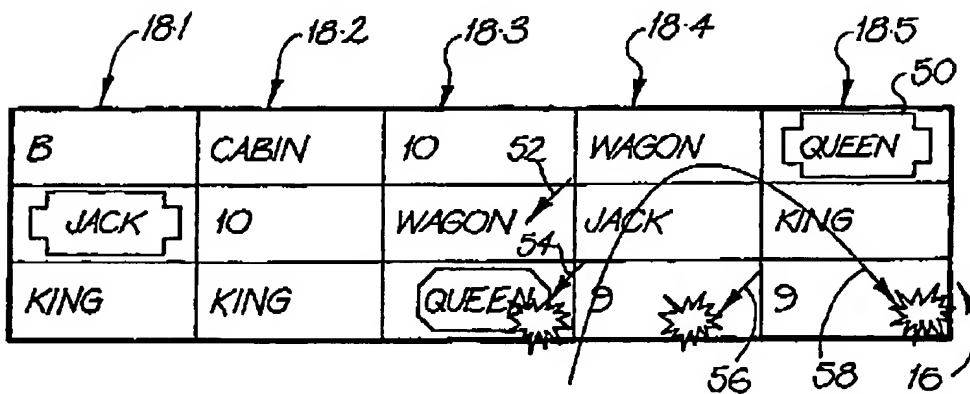 18·1 18·2 18·3 18·4 18·5 50
B CABIN 10 52 WAGON QUEEN
JACK 10 WAGON JACK KING
54
KING KING QUEEN 9 9
56 58 16